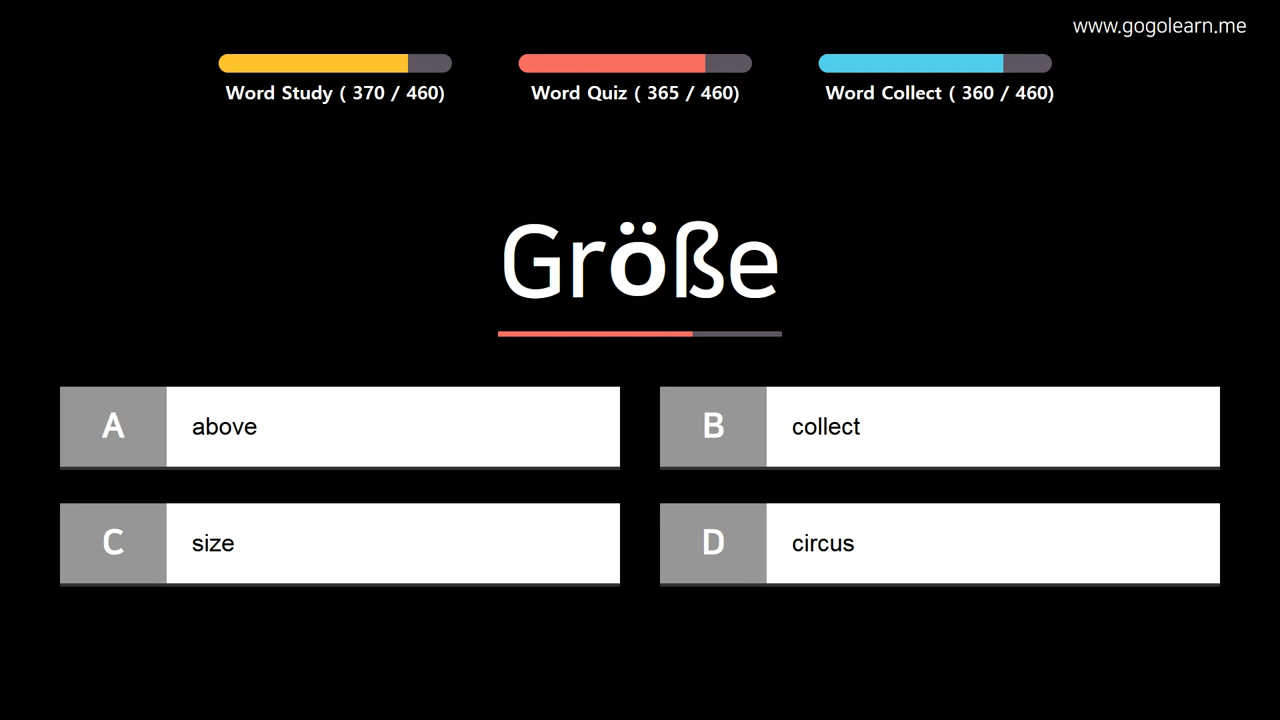 www.gogolearn.me
Word Study ( 370 / 460)
Word Quiz ( 365 / 460)
Word Collect ( 360 / 460)
Größe
A above
B collect
C size
D circus